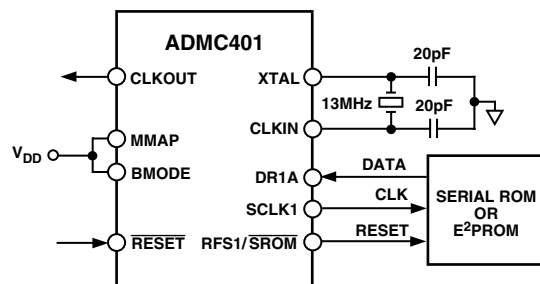 ADMC401
CLKOUT
XTAL
20pF
13MHz
20pF
MMAP
CLKIN
VDD
BMODE
DR1A
DATA
SCLK1
CLK
SERIAL ROM
OR
E²PROM
RESET
RFS1/SROM
RESET